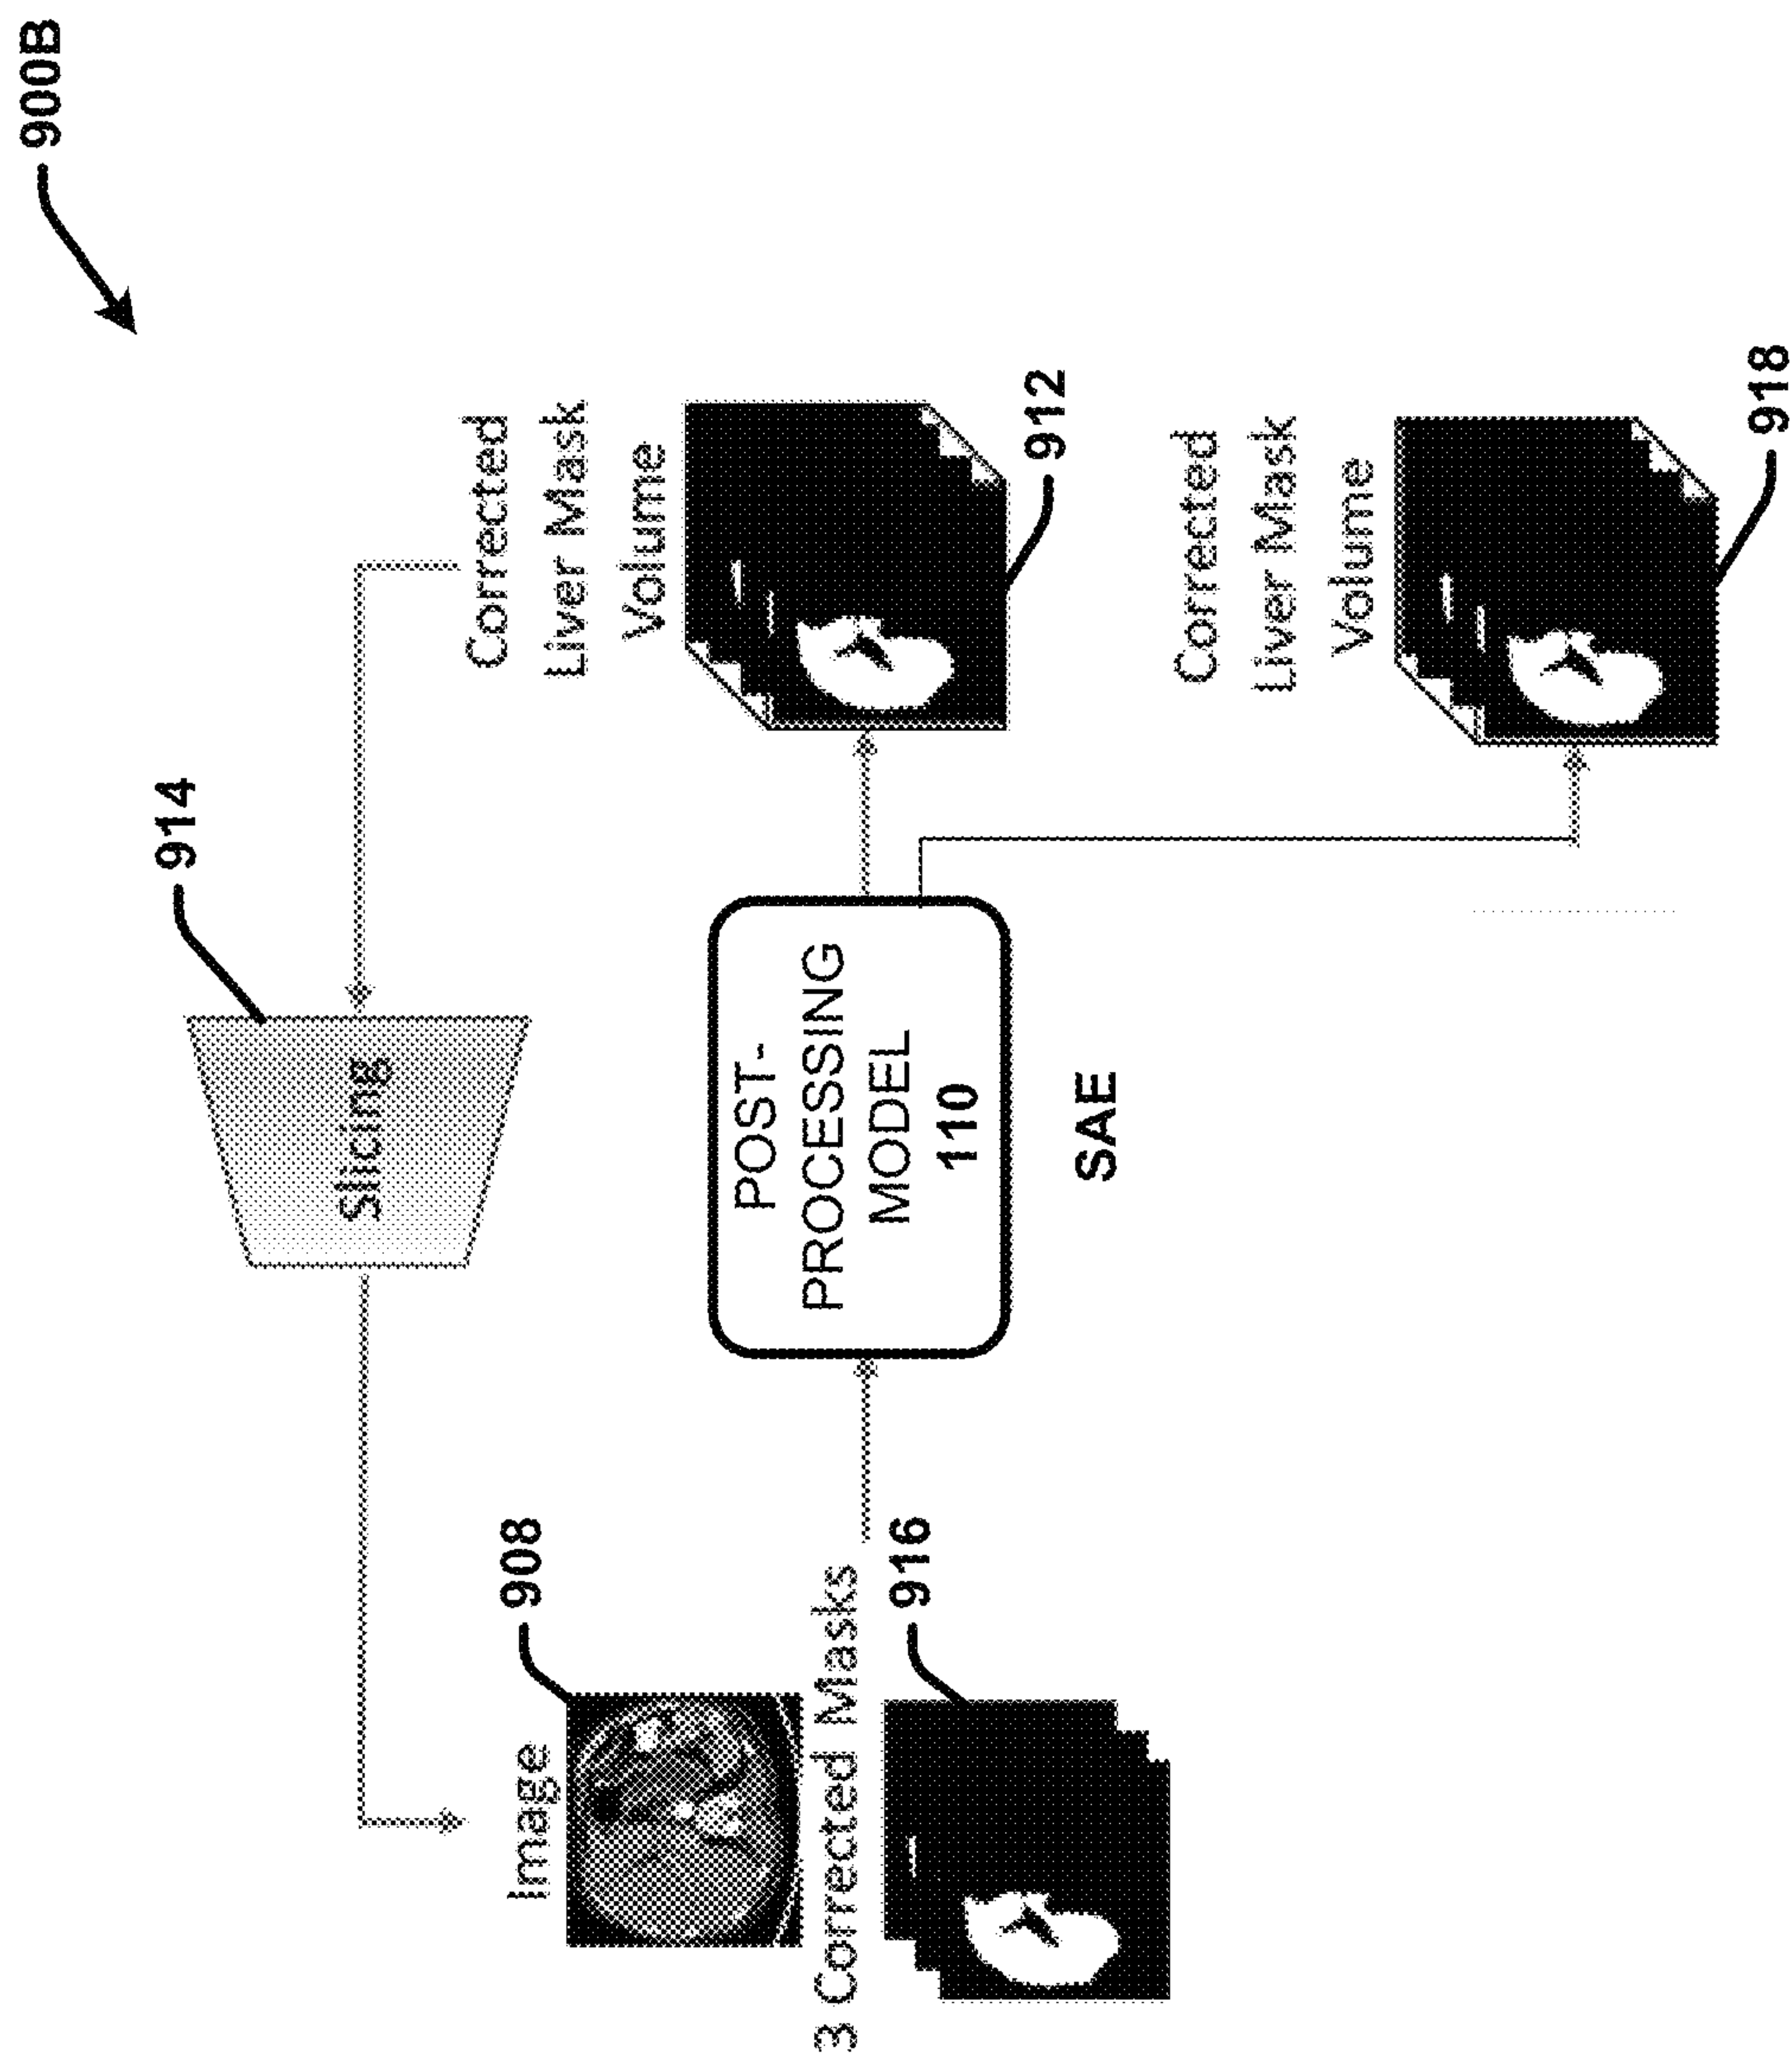 900B
914
Slicing
Corrected
Liver Mask
Volume
912
Image
908
3 Corrected Masks
916
POST-
PROCESSING
MODEL
110
SAE
Corrected
Liver Mask
Volume
918